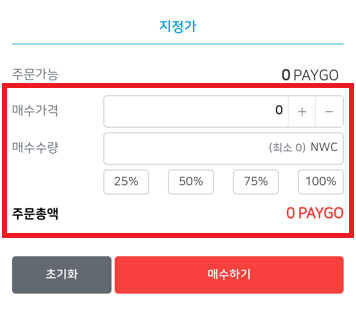 지정가
주문가능 0 PAYGO
매수가격 0 + −
매수수량 (최소 0) NWC
25% 50% 75% 100%
주문총액 0 PAYGO
초기화 매수하기